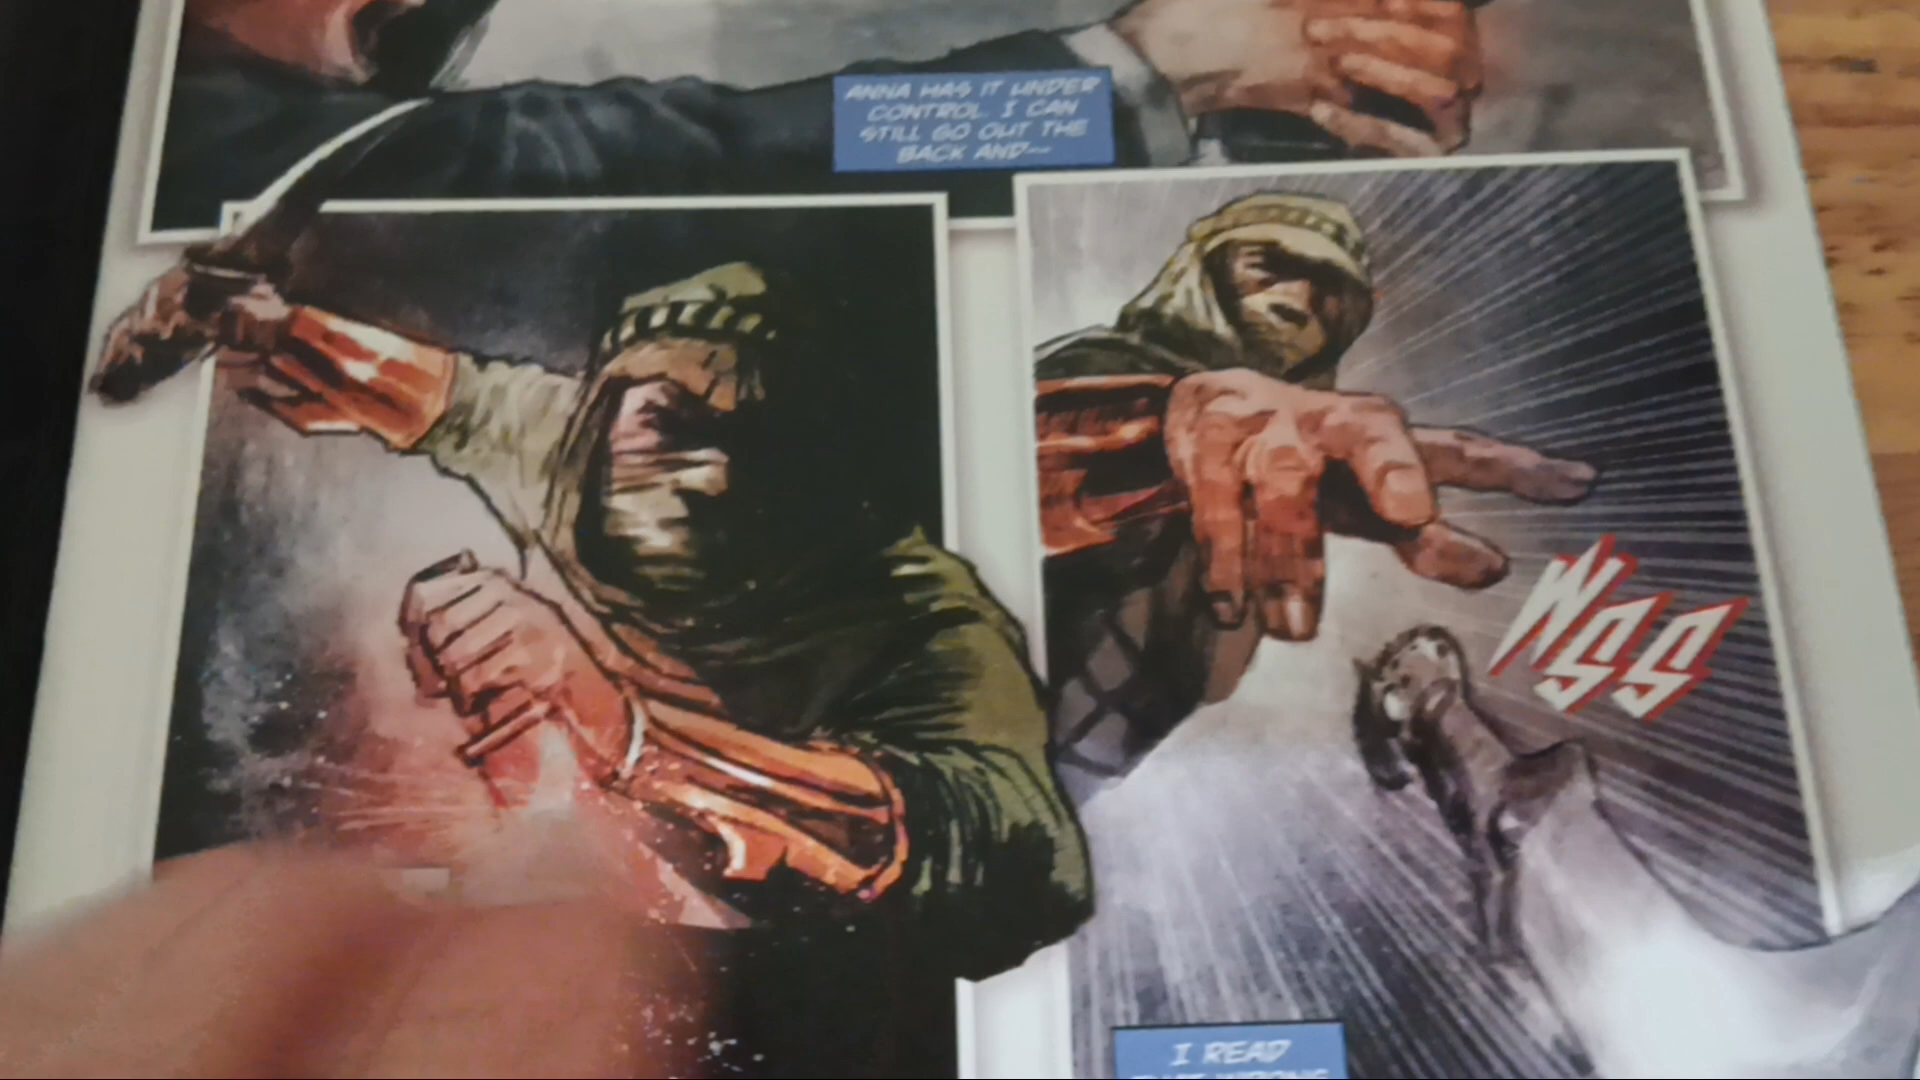 ANNA HAS IT UNDER
CONTROL. I CAN
STILL GO OUT THE
BACK AND--
WSS
I READ